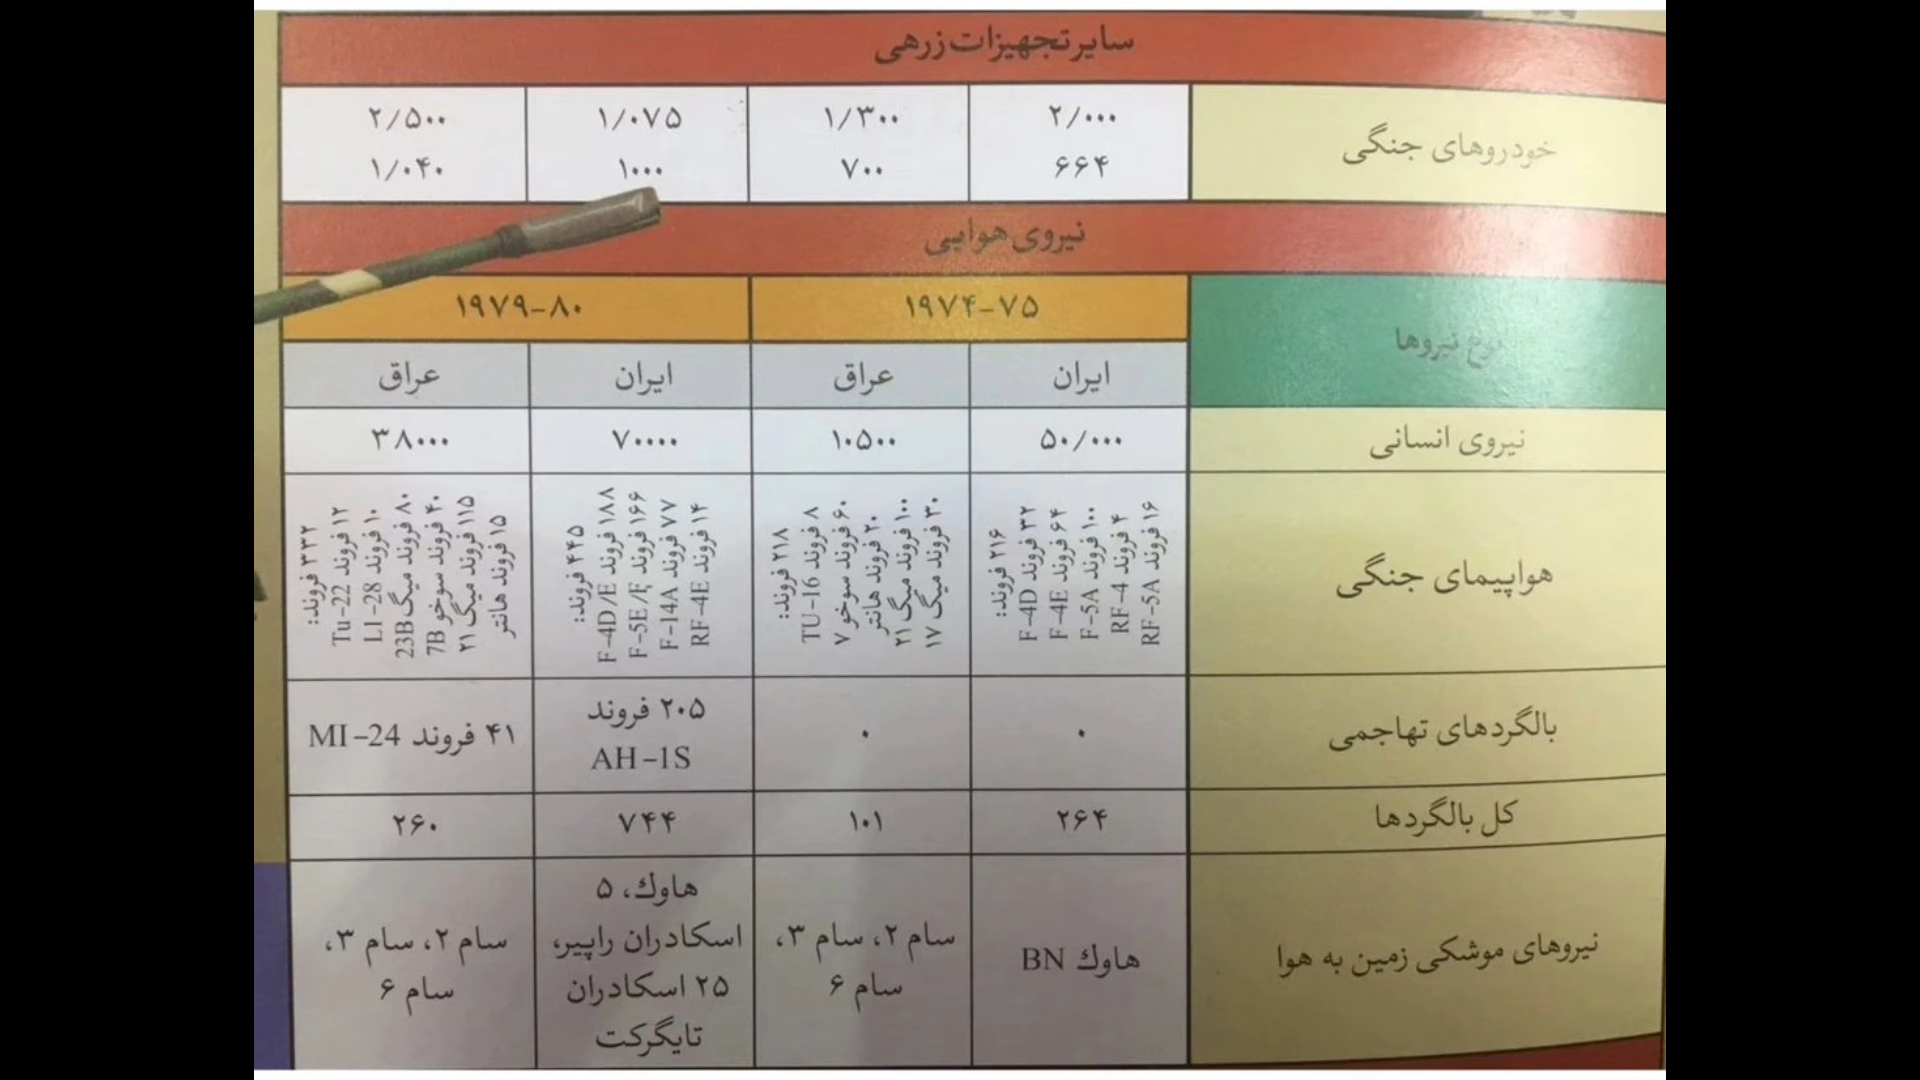 سایر تجهیزات زرهی
خودروهای جنگی
۲/۰۰۰
۶۶۴
۱/۳۰۰
۷۰۰
۱/۰۷۵
۱۰۰۰
۲/۵۰۰
۱/۰۴۰
نیروی هوایی
نوع نیروها
۱۹۷۴-۷۵
۱۹۷۹-۸۰
ایران
عراق
ایران
عراق
نیروی انسانی
۵۰/۰۰۰
۱۰۵۰۰
۷۰۰۰۰
۳۸۰۰۰
هواپیمای جنگی
۲۱۶ فروند:
۳۲ فروند F-4D
۶۴ فروند F-4E
۱۰۰ فروند F-5A
۴ فروند RF-4
۱۶ فروند RF-5A
۲۱۸ فروند:
۸ فروند TU-16
۶۰ فروند سوخو ۷
۲۰ فروند هانتر
۱۰۰ فروند میگ ۲۱
۳۰ فروند میگ ۱۷
۴۴۵ فروند:
۱۸۸ فروند F-4D/E
۱۶۶ فروند F-5E/F
۷۷ فروند F-14A
۱۴ فروند RF-4E
۳۳۲ فروند:
۱۲ فروند Tu-22
۱۰ فروند L1-28
۸۰ فروند میگ 23B
۴۰ فروند سوخو 7B
۱۱۵ فروند میگ ۲۱
۱۵ فروند هانتر
بالگردهای تهاجمی
۰
۰
۲۰۵ فروند
AH-1S
۴۱ فروند MI-24
کل بالگردها
۲۶۴
۱۰۱
۷۴۴
۲۶۰
نیروهای موشکی زمین به هوا
هاوك BN
سام ۲، سام ۳،
سام ۶
هاوك، ۵
اسکادران راپیر،
۲۵ اسکادران
تایگرکت
سام ۲، سام ۳،
سام ۶